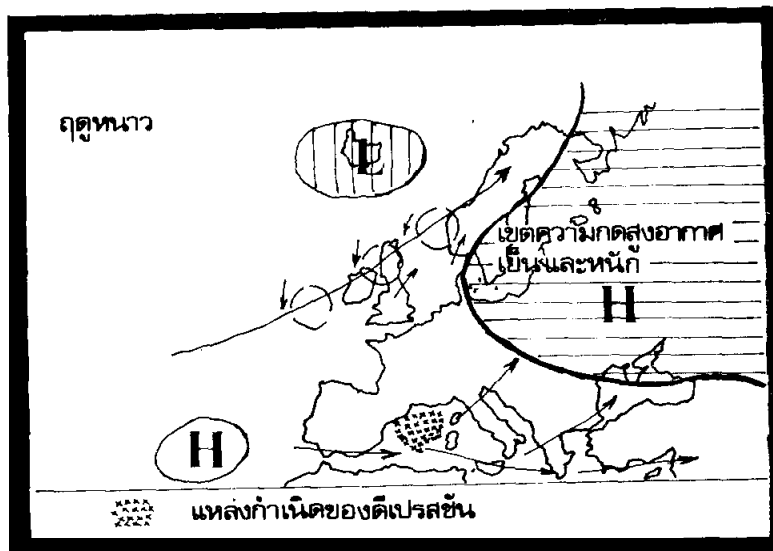 ฤดูหนาว
L
เขตความกดสูงอากาศ
เย็นและหนัก
H
H
แหล่งกำเนิดของดีเปรสชัน